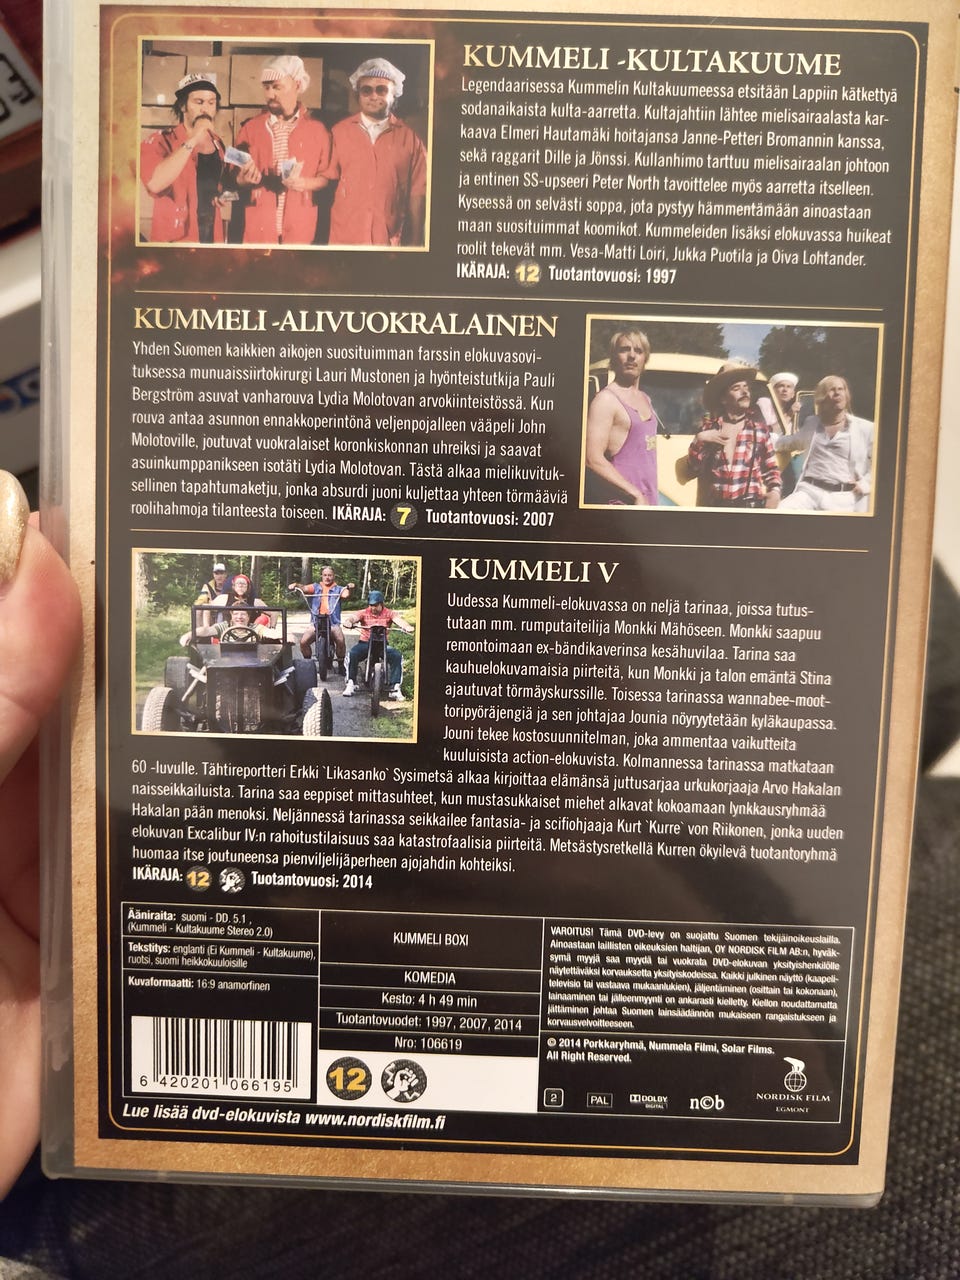 KUMMELI -KULTAKUUME
Legendaarisessa Kummelin Kultakuumeessa etsitään Lappiin kätkettyä
sodanaikaista kulta-aarretta. Kultajahtiin lähtee mielisairaalasta kar-
kaava Elmeri Hautamäki hoitajansa Janne-Petteri Bromannin kanssa,
sekä raggarit Dille ja Jönssi. Kullanhimo tarttuu mielisairaalan johtoon
ja entinen SS-upseeri Peter North tavoittelee myös aarretta itselleen.
Kyseessä on selvästi soppa, jota pystyy hämmentämään ainoastaan
maan suosituimmat koomikot. Kummeleiden lisäksi elokuvassa huikeat
roolit tekevät mm. Vesa-Matti Loiri, Jukka Puotila ja Oiva Lohtander.
IKÄRAJA: 12 Tuotantovuosi: 1997
KUMMELI -ALIVUOKRALAINEN
Yhden Suomen kaikkien aikojen suosituimman farssin elokuvasovi-
tuksessa munuaissiirtokirurgi Lauri Mustonen ja hyönteistutkija Pauli
Bergström asuvat vanharouva Lydia Molotovan arvokiinteistössä. Kun
rouva antaa asunnon ennakkoperintönä veljenpojalleen vääpeli John
Molotoville, joutuvat vuokralaiset koronkiskonnan uhreiksi ja saavat
asuinkumppanikseen isotäti Lydia Molotovan. Tästä alkaa mielikuvituk-
sellinen tapahtumaketju, jonka absurdi juoni kuljettaa yhteen törmääviä
roolihahmoja tilanteesta toiseen. IKÄRAJA: 7 Tuotantovuosi: 2007
KUMMELI V
Uudessa Kummeli-elokuvassa on neljä tarinaa, joissa tutus-
tutaan mm. rumputaiteilija Monkki Mähöseen. Monkki saapuu
remontoimaan ex-bändikaverinsa kesähuvilaa. Tarina saa
kauhuelokuvamaisia piirteitä, kun Monkki ja talon emäntä Stina
ajautuvat törmäyskurssille. Toisessa tarinassa wannabee-moot-
toripyöräjengiä ja sen johtajaa Jounia nöyryytetään kyläkaupassa.
Jouni tekee kostosuunnitelman, joka ammentaa vaikutteita
kuuluisista action-elokuvista. Kolmannessa tarinassa matkataan
60 -luvulle. Tähtireportteri Erkki `Likasanko` Sysimetsä alkaa kirjoittaa elämänsä juttusarjaa urkukorjaaja Arvo Hakalan
naisseikkailuista. Tarina saa eeppiset mittasuhteet, kun mustasukkaiset miehet alkavat kokoamaan lynkkausryhmää
Hakalan pään menoksi. Neljännessä tarinassa seikkailee fantasia- ja scifiohjaaja Kurt `Kurre` von Riikonen, jonka uuden
elokuvan Excalibur IV:n rahoitustilaisuus saa katastrofaalisia piirteitä. Metsästysretkellä Kurren ökyilevä tuotantoryhmä
huomaa itse joutuneensa pienviljelijäperheen ajojahdin kohteiksi.
IKÄRAJA: 12 Tuotantovuosi: 2014
Ääniraita: suomi - DD. 5.1 ,
(Kummeli - Kultakuume Stereo 2.0)
Tekstitys: englanti (Ei Kummeli - Kultakuume),
ruotsi, suomi heikkokuuloisille
Kuvaformaatti: 16:9 anamorfinen
6 420201 066195
KUMMELI BOXI
KOMEDIA
Kesto: 4 h 49 min
Tuotantovuodet: 1997, 2007, 2014
Nro: 106619
12
VAROITUS! Tämä DVD-levy on suojattu Suomen tekijäinoikeuslailla.
Ainoastaan laillisten oikeuksien haltijan, OY NORDISK FILM AB:n, hyväk-
symä myyjä saa myydä tai vuokrata DVD-elokuvan yksityishenkilölle
näytettäväksi korvauksetta yksityiskodeissa. Kaikki julkinen näyttö (kaapeli-
televisio tai vastaava mukaanlukien), jäljentäminen (osittain tai kokonaan),
lainaaminen tai jälleenmyynti on ankarasti kielletty. Kiellon noudattamatta
jättäminen johtaa Suomen lainsäädännön mukaiseen rangaistukseen ja
korvausvelvoitteeseen.
© 2014 Porkkaryhmä, Nummela Filmi, Solar Films.
All Right Reserved.
2 PAL DOLBY DIGITAL n©b
NORDISK FILM
EGMONT
Lue lisää dvd-elokuvista www.nordiskfilm.fi